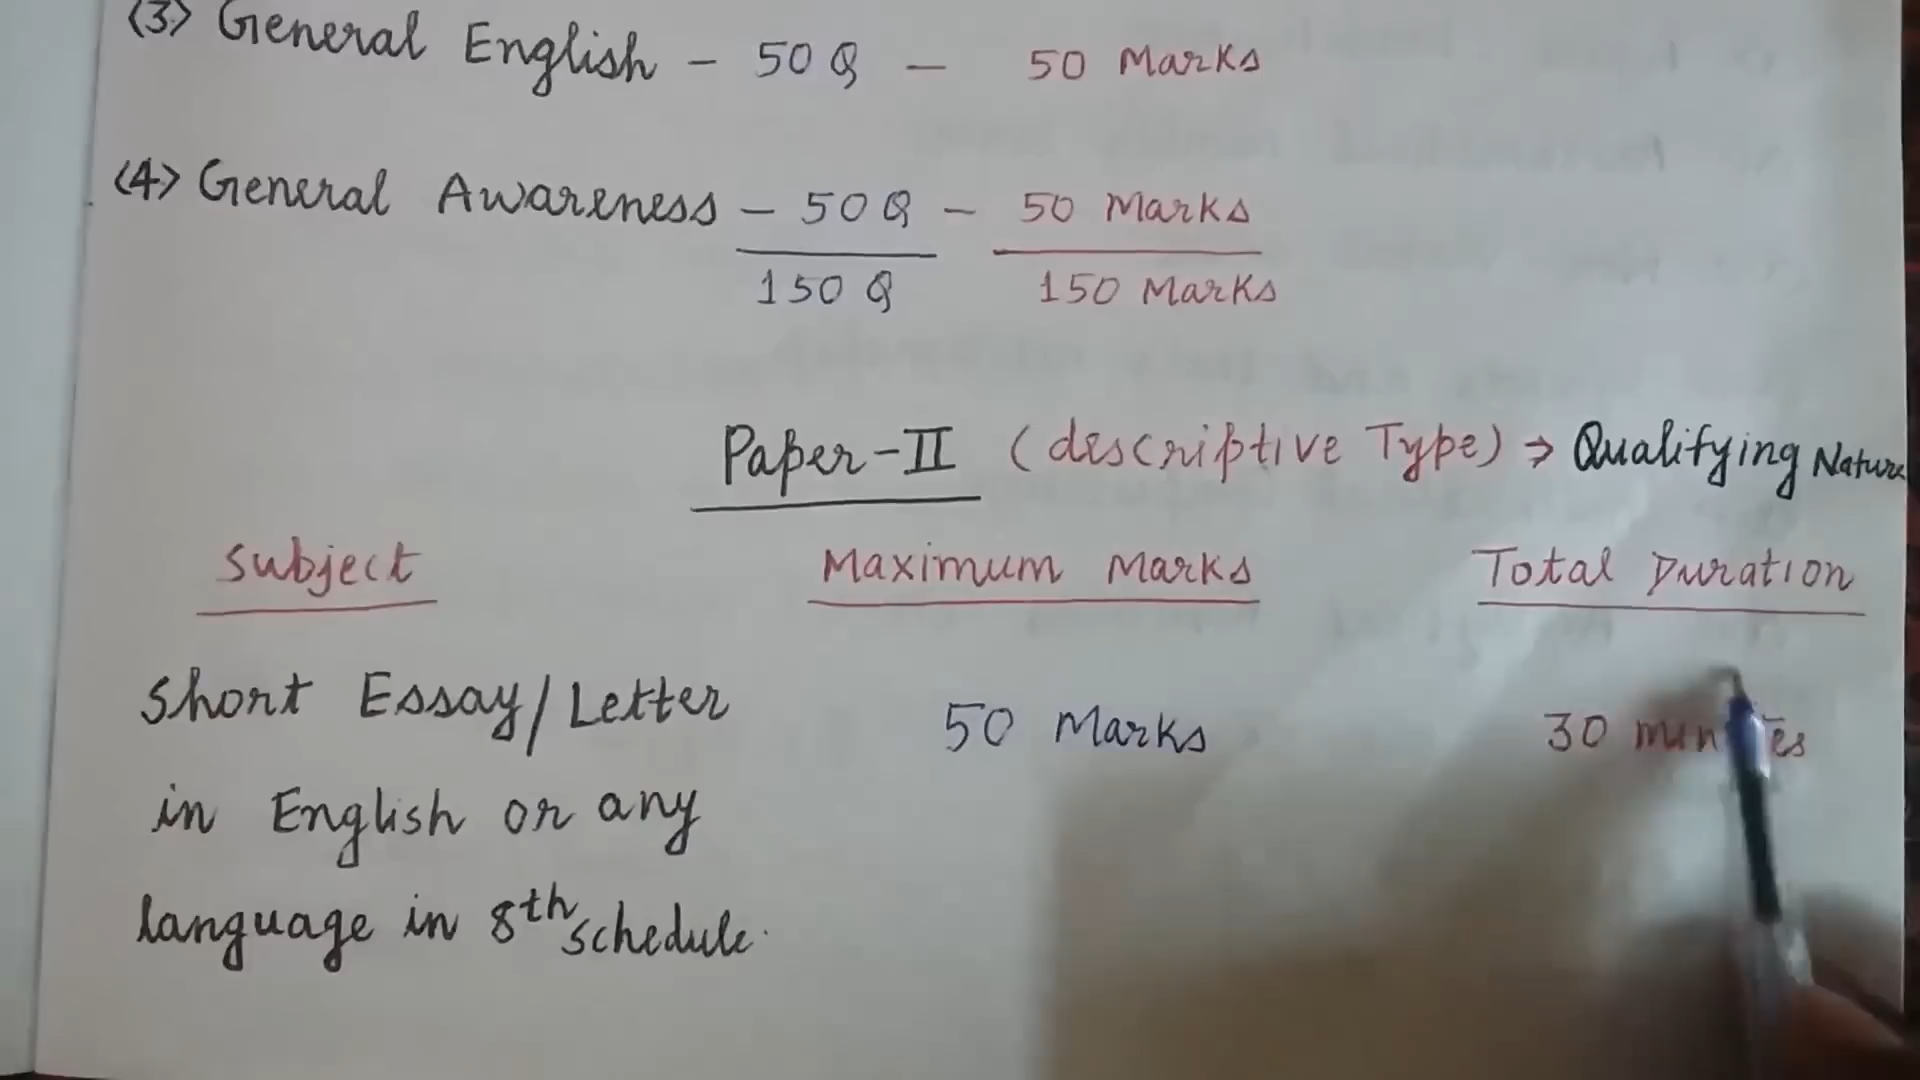 (3) General English - 50 Q - 50 Marks
(4) General Awareness - 50 Q - 50 Marks
150 Q 150 Marks
Paper-II (descriptive Type) → Qualifying Nature
Subject Maximum Marks Total Duration
Short Essay/Letter 50 Marks 30 minutes
in English or any
language in 8th schedule.